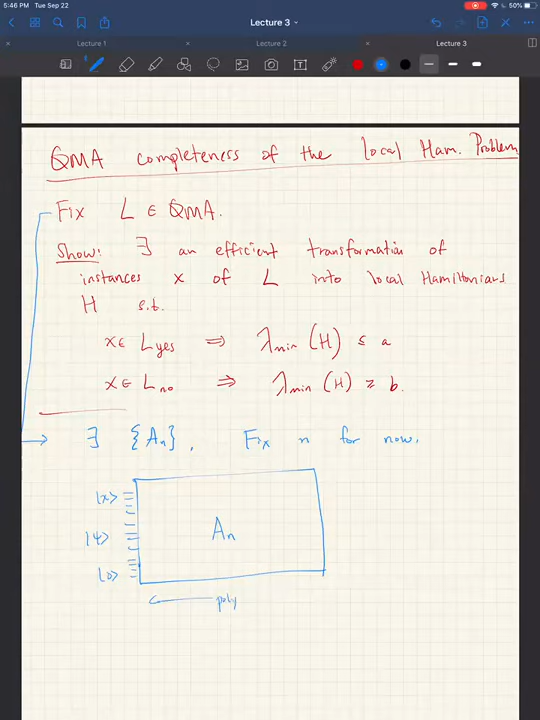 5:46 PM Tue Sep 22
50%
Lecture 3
Lecture 1
Lecture 2
Lecture 3
QMA completeness of the local Ham. Problem
Fix L ∈ QMA.
Show: ∃ an efficient transformation of
instances x of L into local Hamiltonians
H s.t.
x ∈ Lyes ⟹ λmin (H) ≤ a
x ∈ Lno ⟹ λmin (H) ≥ b.
∃ {An}, Fix n for now.
|x>
|ψ>
An
|0>
poly